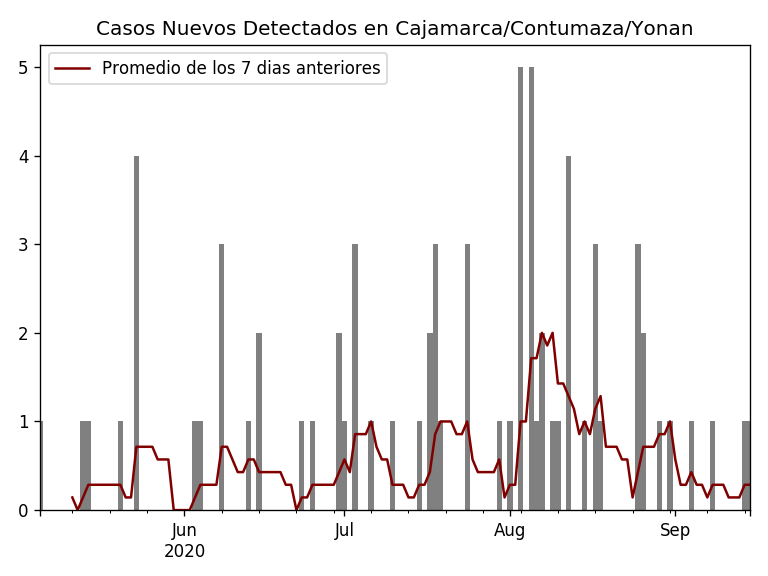 Casos Nuevos Detectados en Cajamarca/Contumaza/Yonan
Promedio de los 7 dias anteriores
5
4
3
2
1
0
Jun
2020
Jul
Aug
Sep